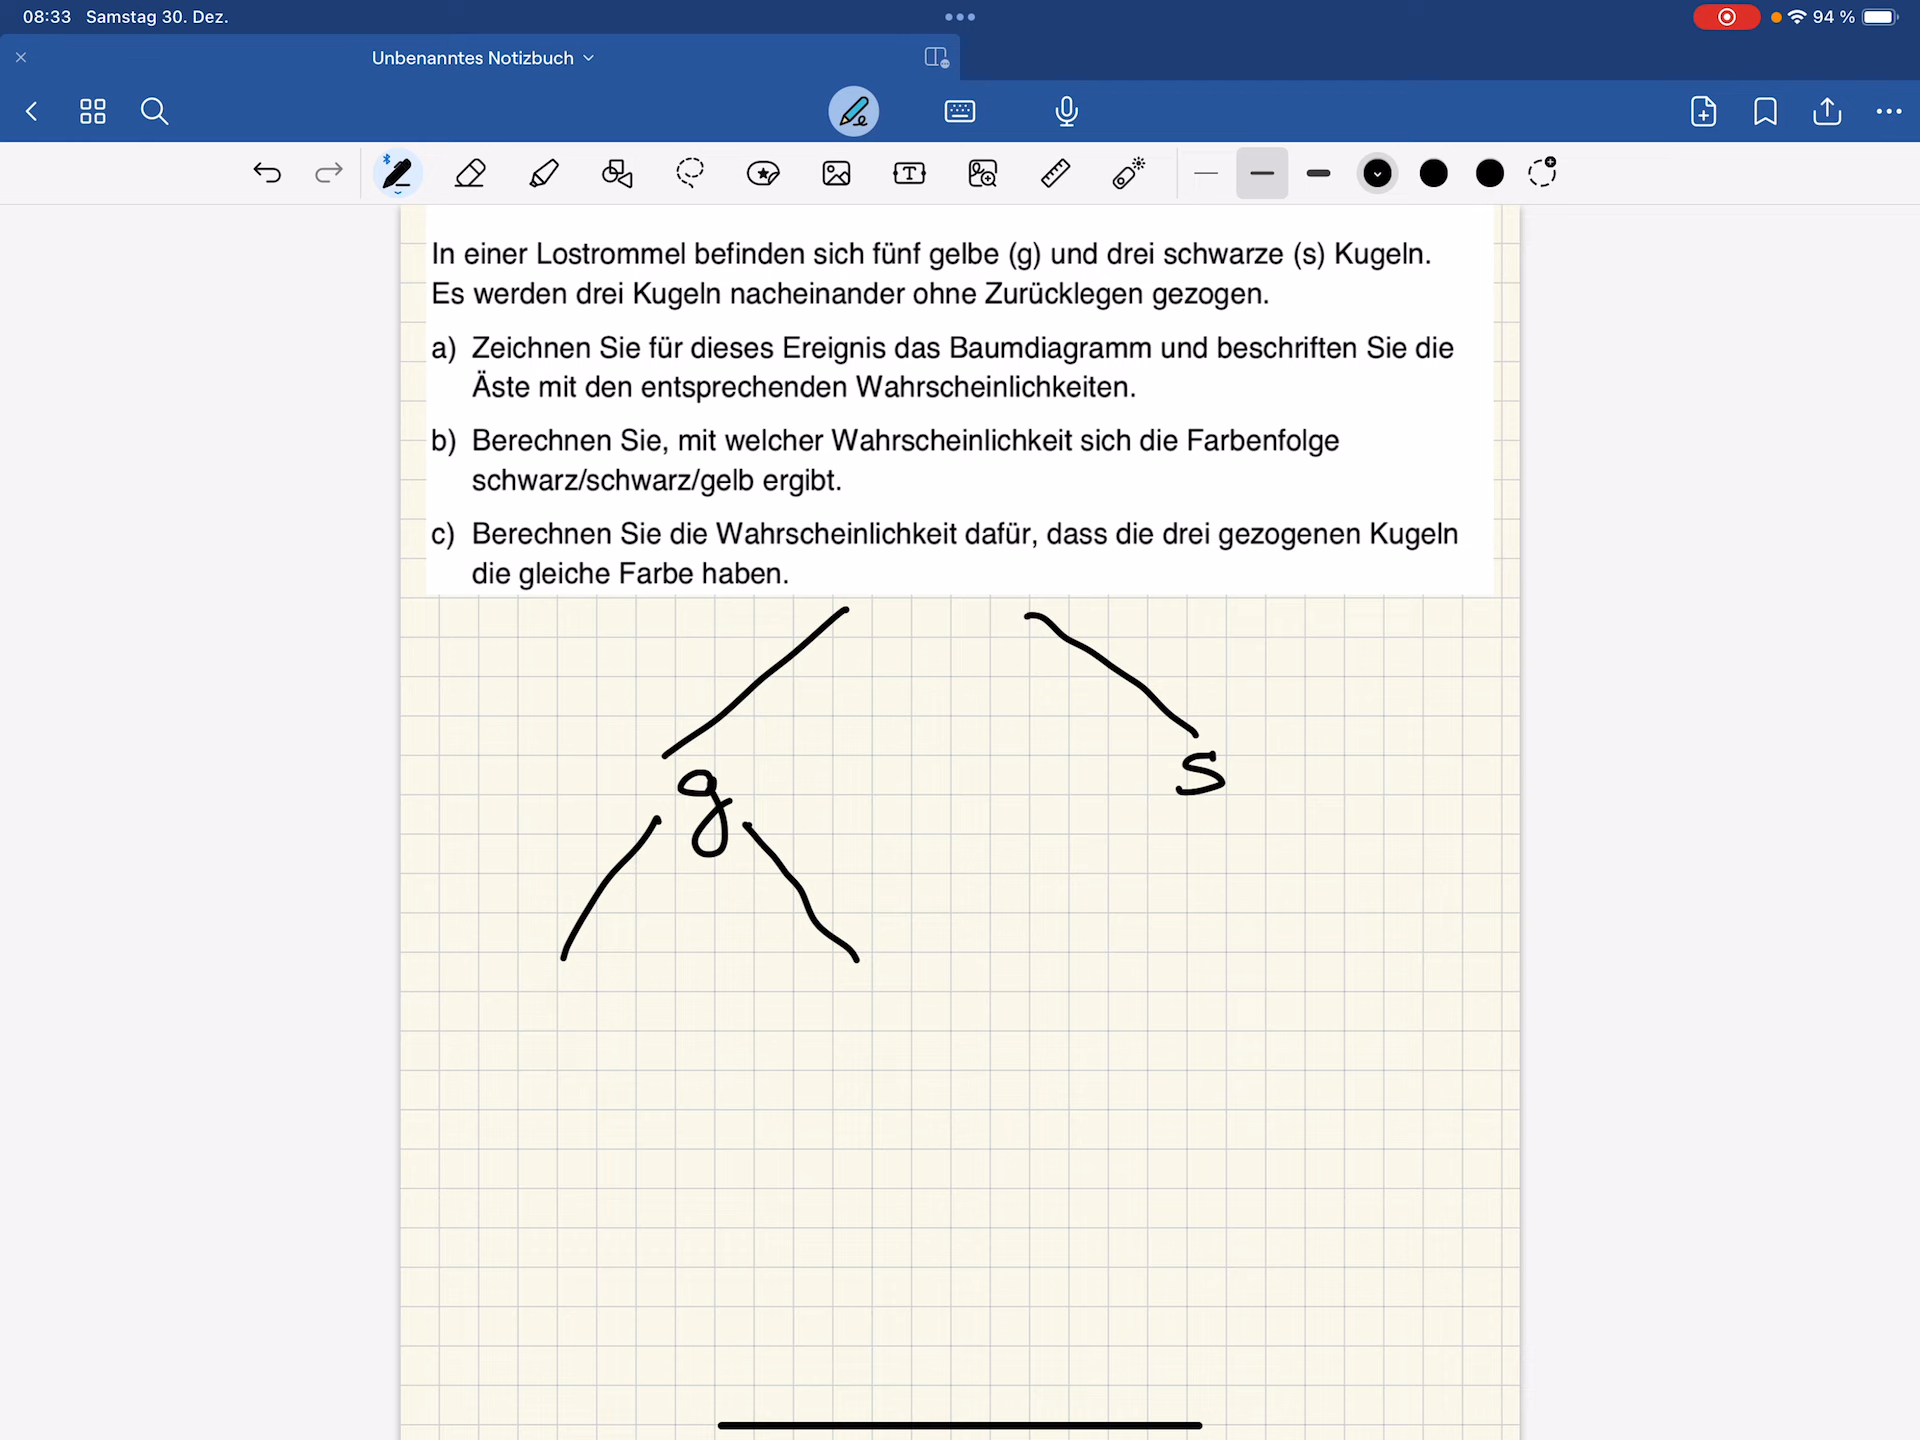 08:33 Samstag 30. Dez.
94 %
Unbenanntes Notizbuch
In einer Lostrommel befinden sich fünf gelbe (g) und drei schwarze (s) Kugeln.
Es werden drei Kugeln nacheinander ohne Zurücklegen gezogen.
a) Zeichnen Sie für dieses Ereignis das Baumdiagramm und beschriften Sie die
Äste mit den entsprechenden Wahrscheinlichkeiten.
b) Berechnen Sie, mit welcher Wahrscheinlichkeit sich die Farbenfolge
schwarz/schwarz/gelb ergibt.
c) Berechnen Sie die Wahrscheinlichkeit dafür, dass die drei gezogenen Kugeln
die gleiche Farbe haben.
g s